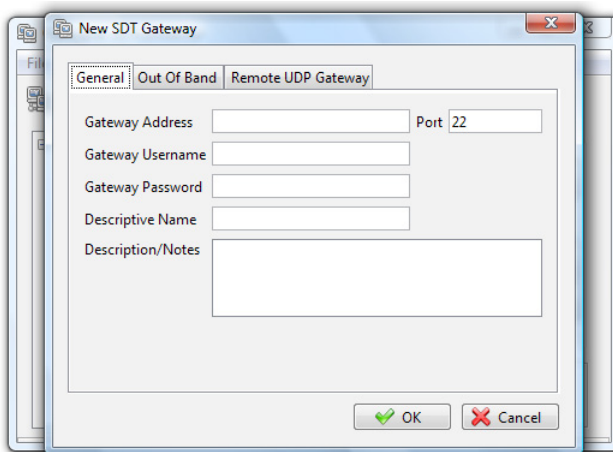 New SDT Gateway
General Out Of Band Remote UDP Gateway
Gateway Address Port 22
Gateway Username
Gateway Password
Descriptive Name
Description/Notes
OK Cancel